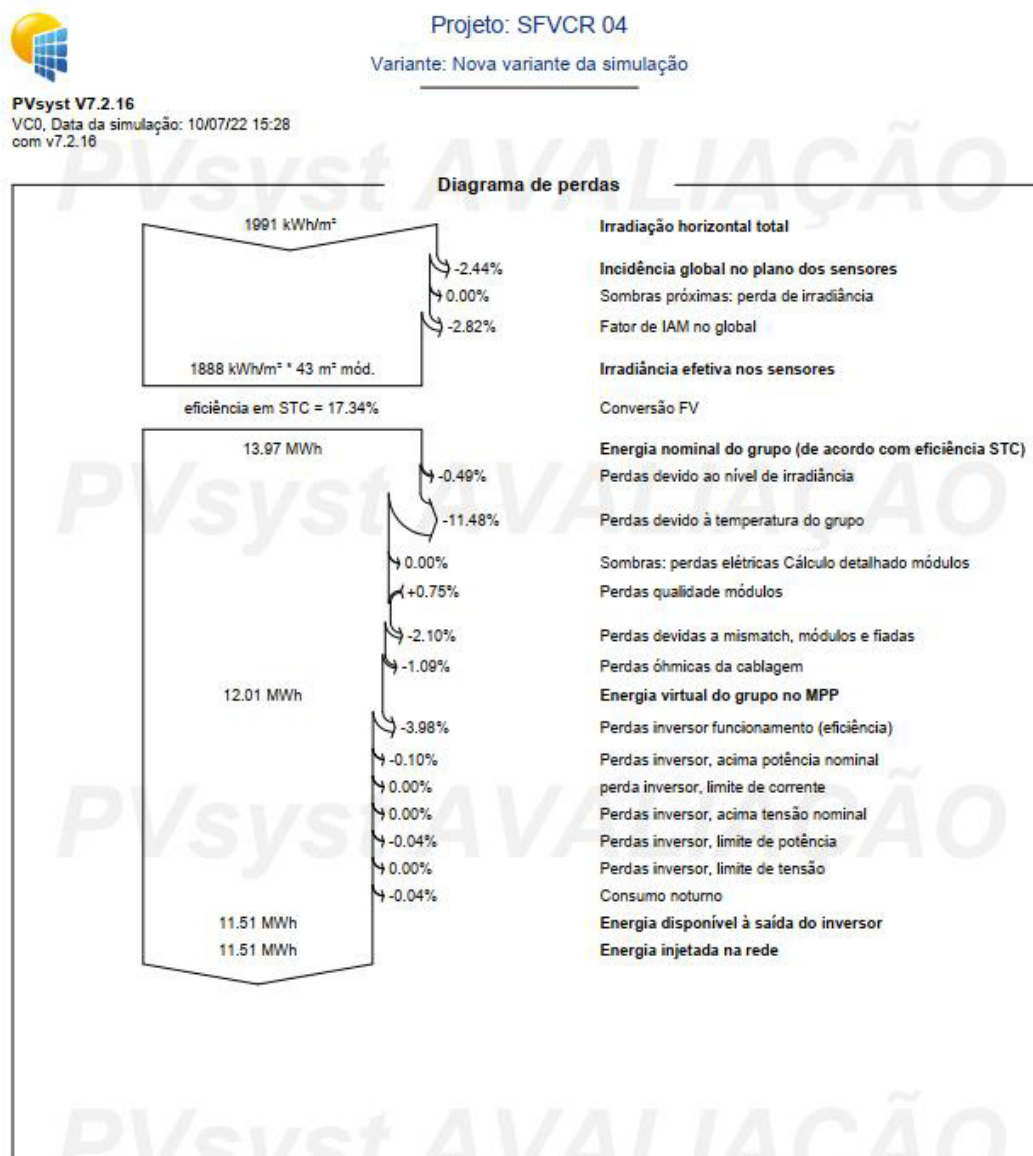 Projeto: SFVCR 04
Variante: Nova variante da simulação
PVsyst V7.2.16
VC0, Data da simulação: 10/07/22 15:28
com v7.2.16
PVsyst AVALIAÇÃO
Diagrama de perdas
1991 kWh/m² Irradiação horizontal total
-2.44% Incidência global no plano dos sensores
0.00% Sombras próximas: perda de irradiância
-2.82% Fator de IAM no global
1888 kWh/m² * 43 m² mód. Irradiância efetiva nos sensores
eficiência em STC = 17.34% Conversão FV
13.97 MWh Energia nominal do grupo (de acordo com eficiência STC)
-0.49% Perdas devido ao nível de irradiância
PVsyst AVALIAÇÃO
-11.48% Perdas devido à temperatura do grupo
0.00% Sombras: perdas elétricas Cálculo detalhado módulos
+0.75% Perdas qualidade módulos
-2.10% Perdas devidas a mismatch, módulos e fiadas
-1.09% Perdas óhmicas da cablagem
12.01 MWh Energia virtual do grupo no MPP
-3.98% Perdas inversor funcionamento (eficiência)
-0.10% Perdas inversor, acima potência nominal
0.00% perda inversor, limite de corrente
0.00% Perdas inversor, acima tensão nominal
PVsyst AVALIAÇÃO
-0.04% Perdas inversor, limite de potência
0.00% Perdas inversor, limite de tensão
-0.04% Consumo noturno
11.51 MWh Energia disponível à saída do inversor
11.51 MWh Energia injetada na rede
PVsyst AVALIAÇÃO